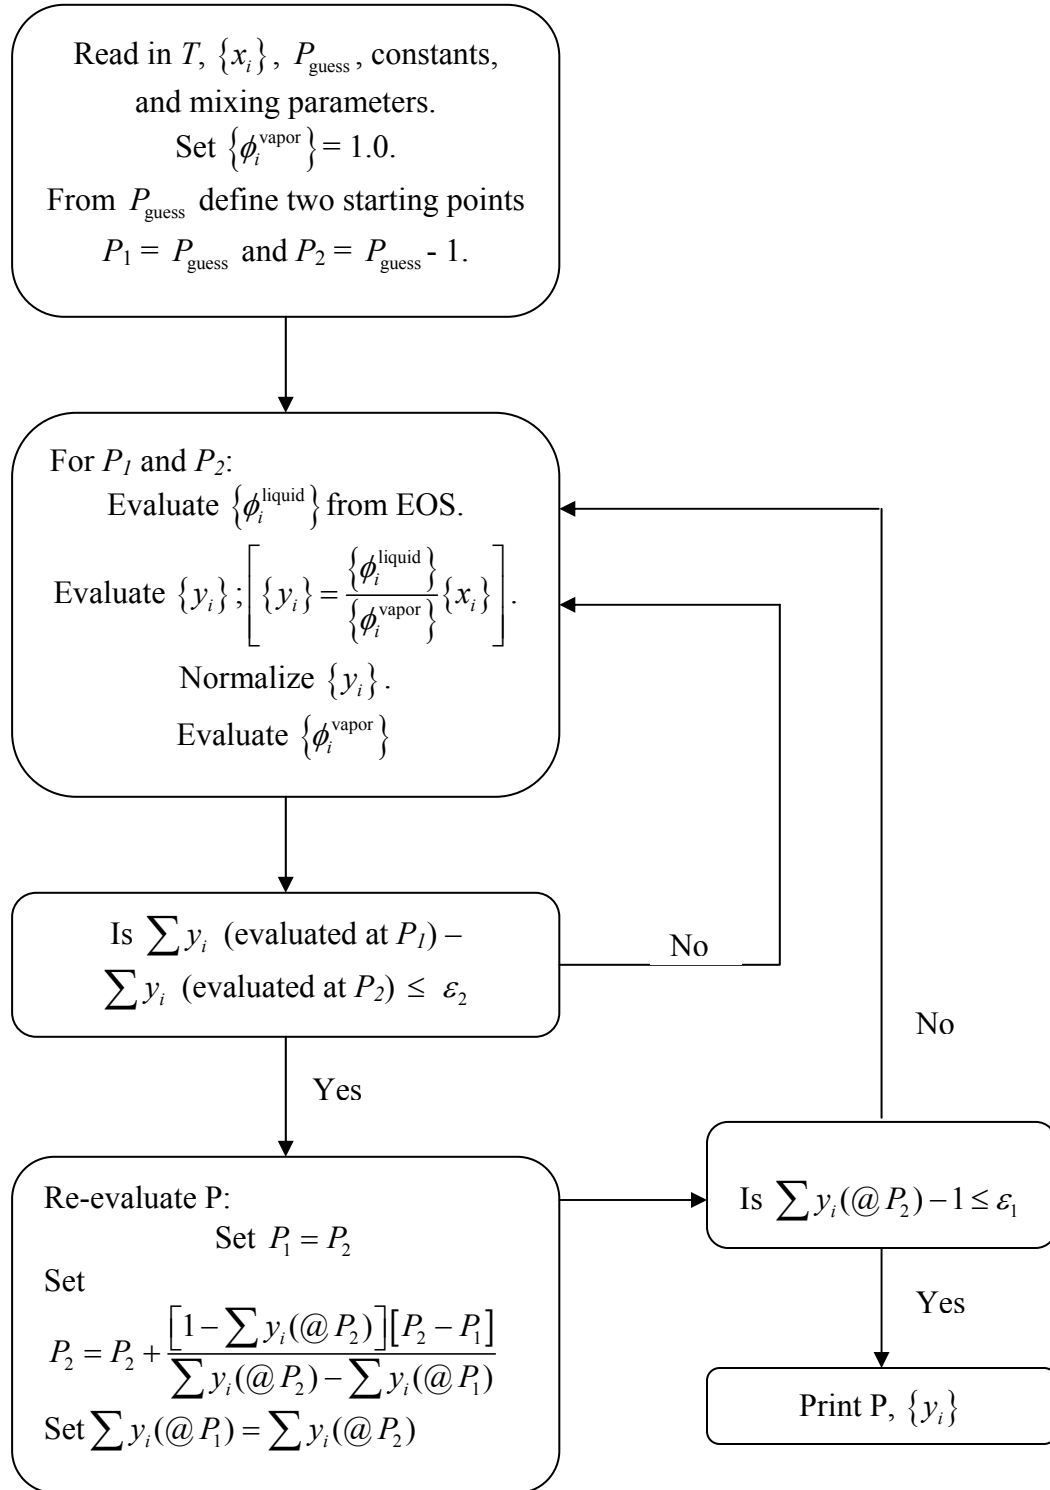 Read in T, {x_i}, P_guess, constants,
and mixing parameters.
Set {ϕ_i^vapor} = 1.0.
From P_guess define two starting points
P_1 = P_guess and P_2 = P_guess - 1.
For P_1 and P_2:
Evaluate {ϕ_i^liquid} from EOS.
Evaluate {y_i}; [{y_i} = {ϕ_i^liquid} / {ϕ_i^vapor} {x_i}].
Normalize {y_i}.
Evaluate {ϕ_i^vapor}
Is ∑ y_i (evaluated at P_1) –
∑ y_i (evaluated at P_2) ≤ ε_2
No
No
Yes
Re-evaluate P:
Set P_1 = P_2
Set
P_2 = P_2 + [1 - ∑ y_i(@ P_2)][P_2 - P_1] / ∑ y_i(@ P_2) - ∑ y_i(@ P_1)
Set ∑ y_i(@ P_1) = ∑ y_i(@ P_2)
Is ∑ y_i(@ P_2) - 1 ≤ ε_1
Yes
Print P, {y_i}